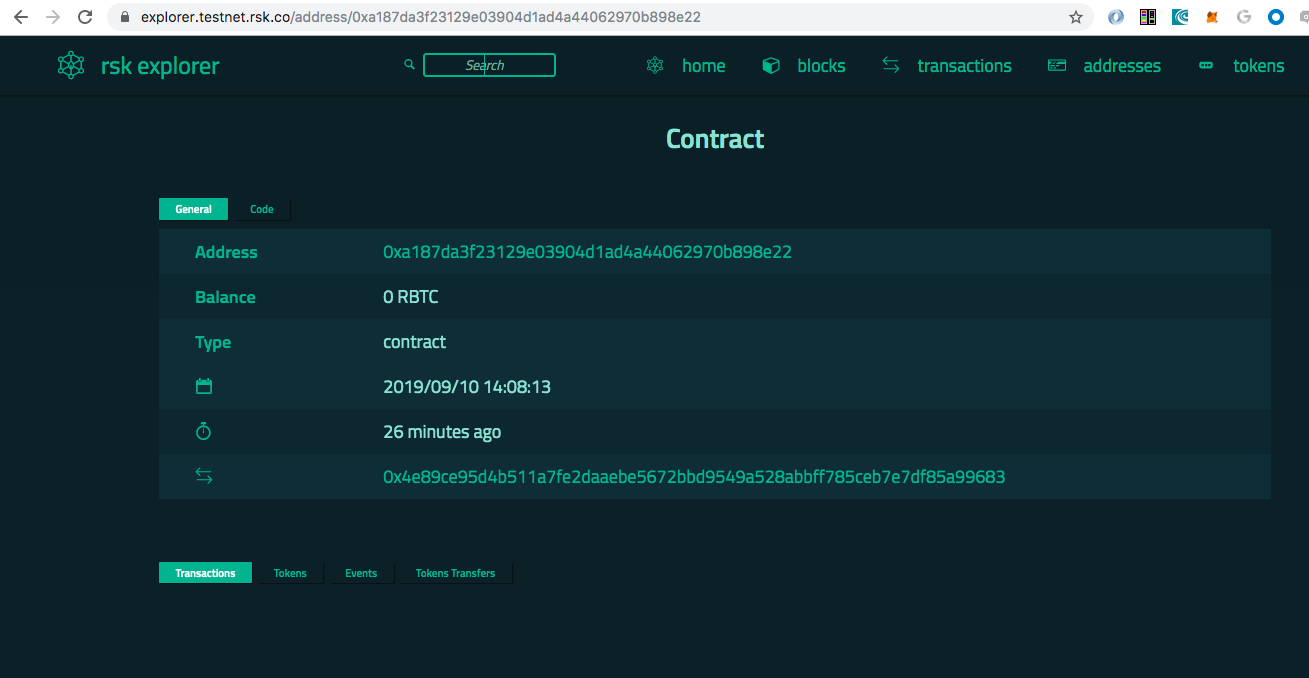 explorer.testnet.rsk.co/address/0xa187da3f23129e03904d1ad4a44062970b898e22
rsk explorer
Search
home
blocks
transactions
addresses
tokens
Contract
General
Code
Address 0xa187da3f23129e03904d1ad4a44062970b898e22
Balance 0 RBTC
Type contract
2019/09/10 14:08:13
26 minutes ago
0x4e89ce95d4b511a7fe2daaebe5672bbd9549a528abbff785ceb7e7df85a99683
Transactions
Tokens
Events
Tokens Transfers